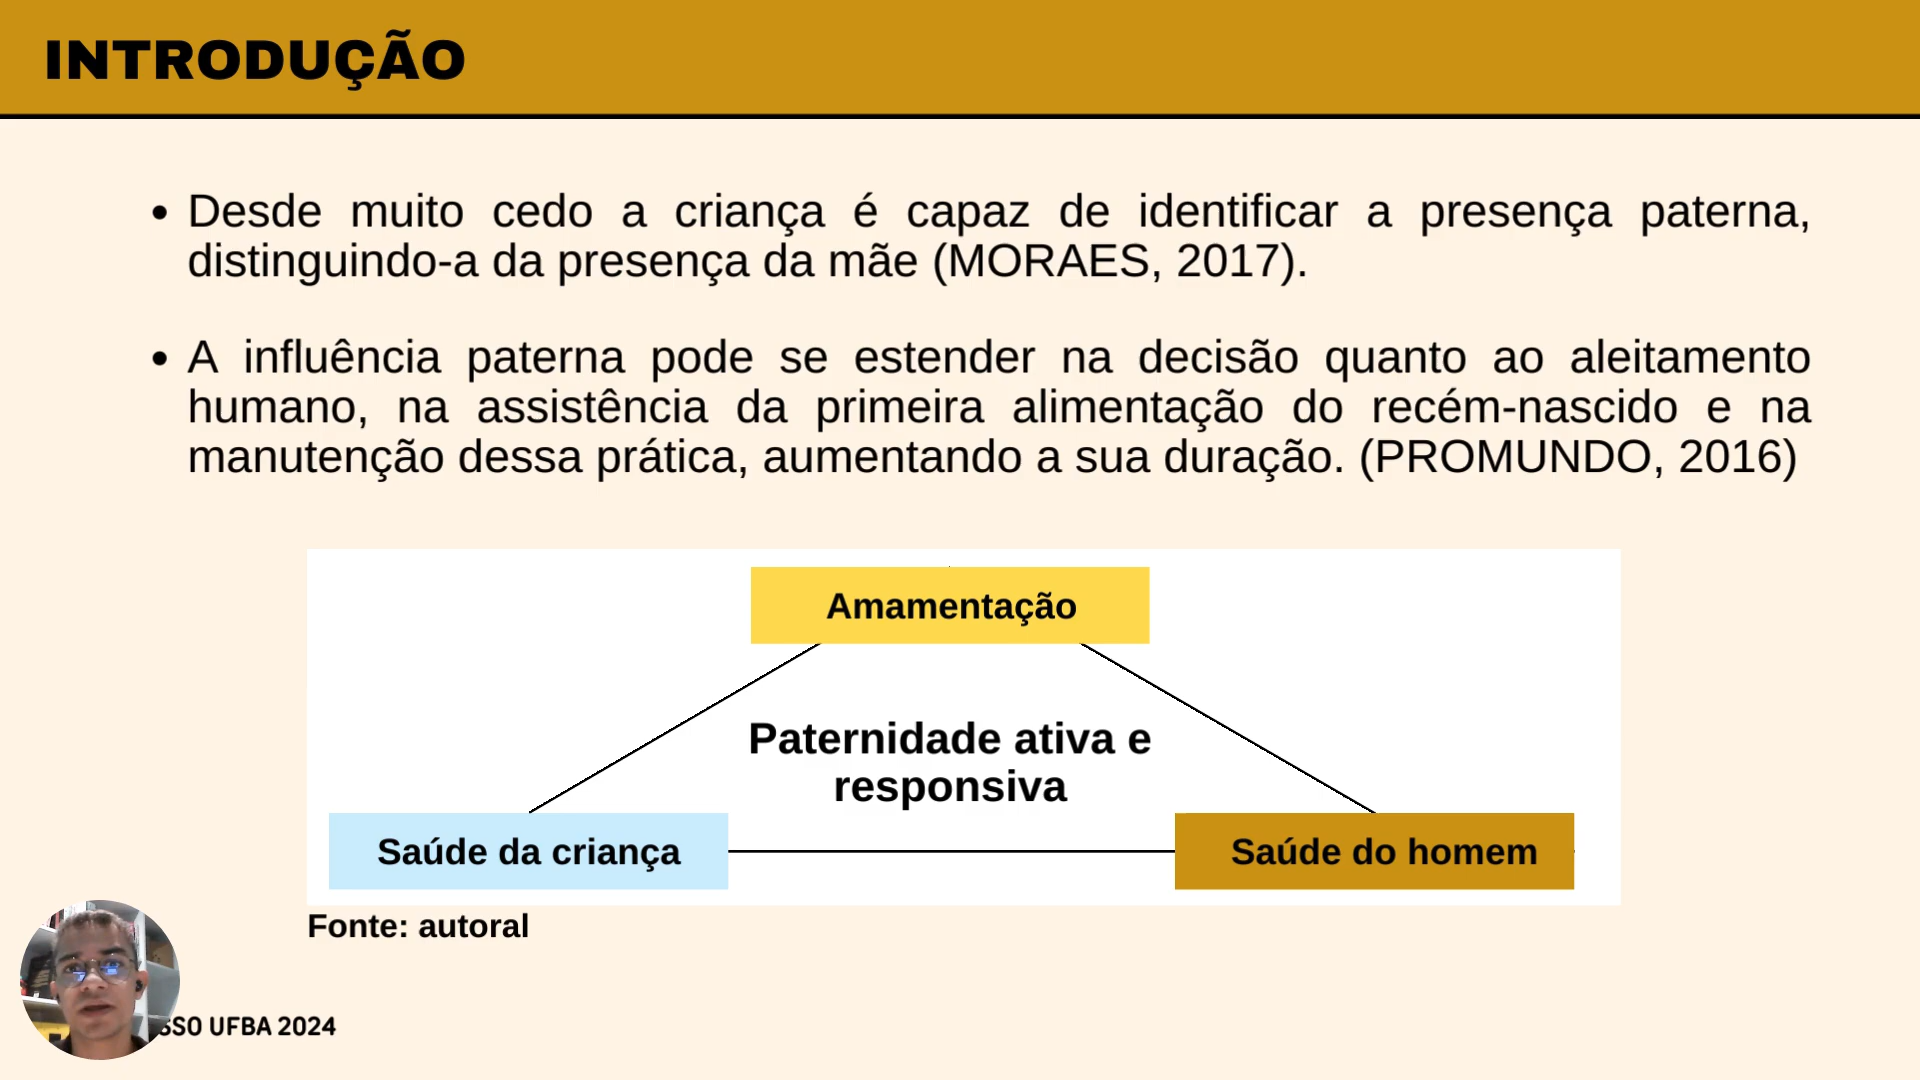 INTRODUÇÃO
• Desde muito cedo a criança é capaz de identificar a presença paterna,
distinguindo-a da presença da mãe (MORAES, 2017).
• A influência paterna pode se estender na decisão quanto ao aleitamento
humano, na assistência da primeira alimentação do recém-nascido e na
manutenção dessa prática, aumentando a sua duração. (PROMUNDO, 2016)
Amamentação
Paternidade ativa e
responsiva
Saúde da criança
Saúde do homem
Fonte: autoral
UFBA 2024